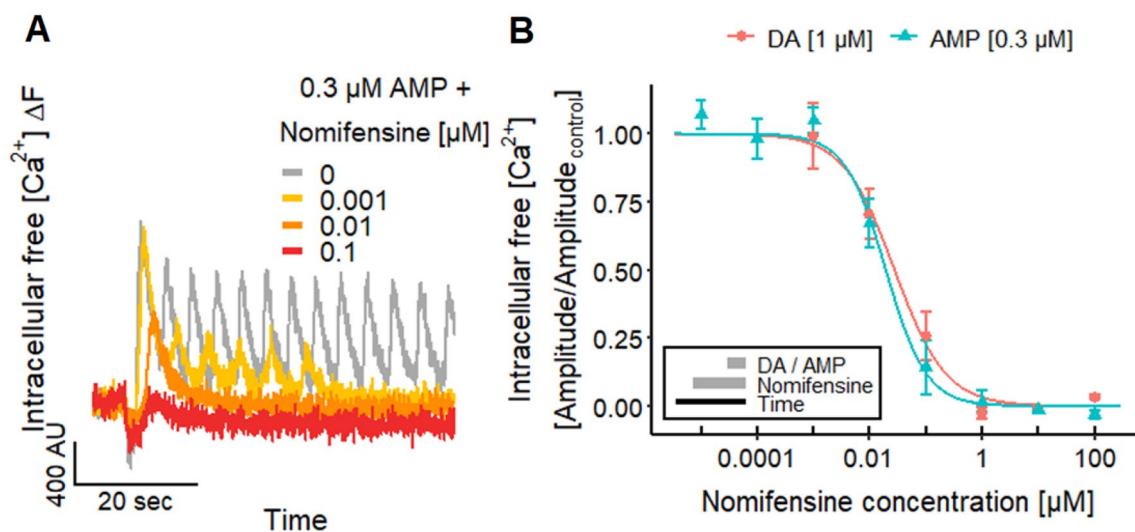 A
0.3 µM AMP +
Nomifensine [µM]
0
0.001
0.01
0.1
Intracellular free [Ca²⁺] ΔF
400 AU
20 sec
Time
B
DA [1 µM]
AMP [0.3 µM]
Intracellular free [Ca²⁺]
[Amplitude/Amplitude control]
1.00
0.75
0.50
0.25
0.00
DA / AMP
Nomifensine
Time
0.0001
0.01
1
100
Nomifensine concentration [µM]